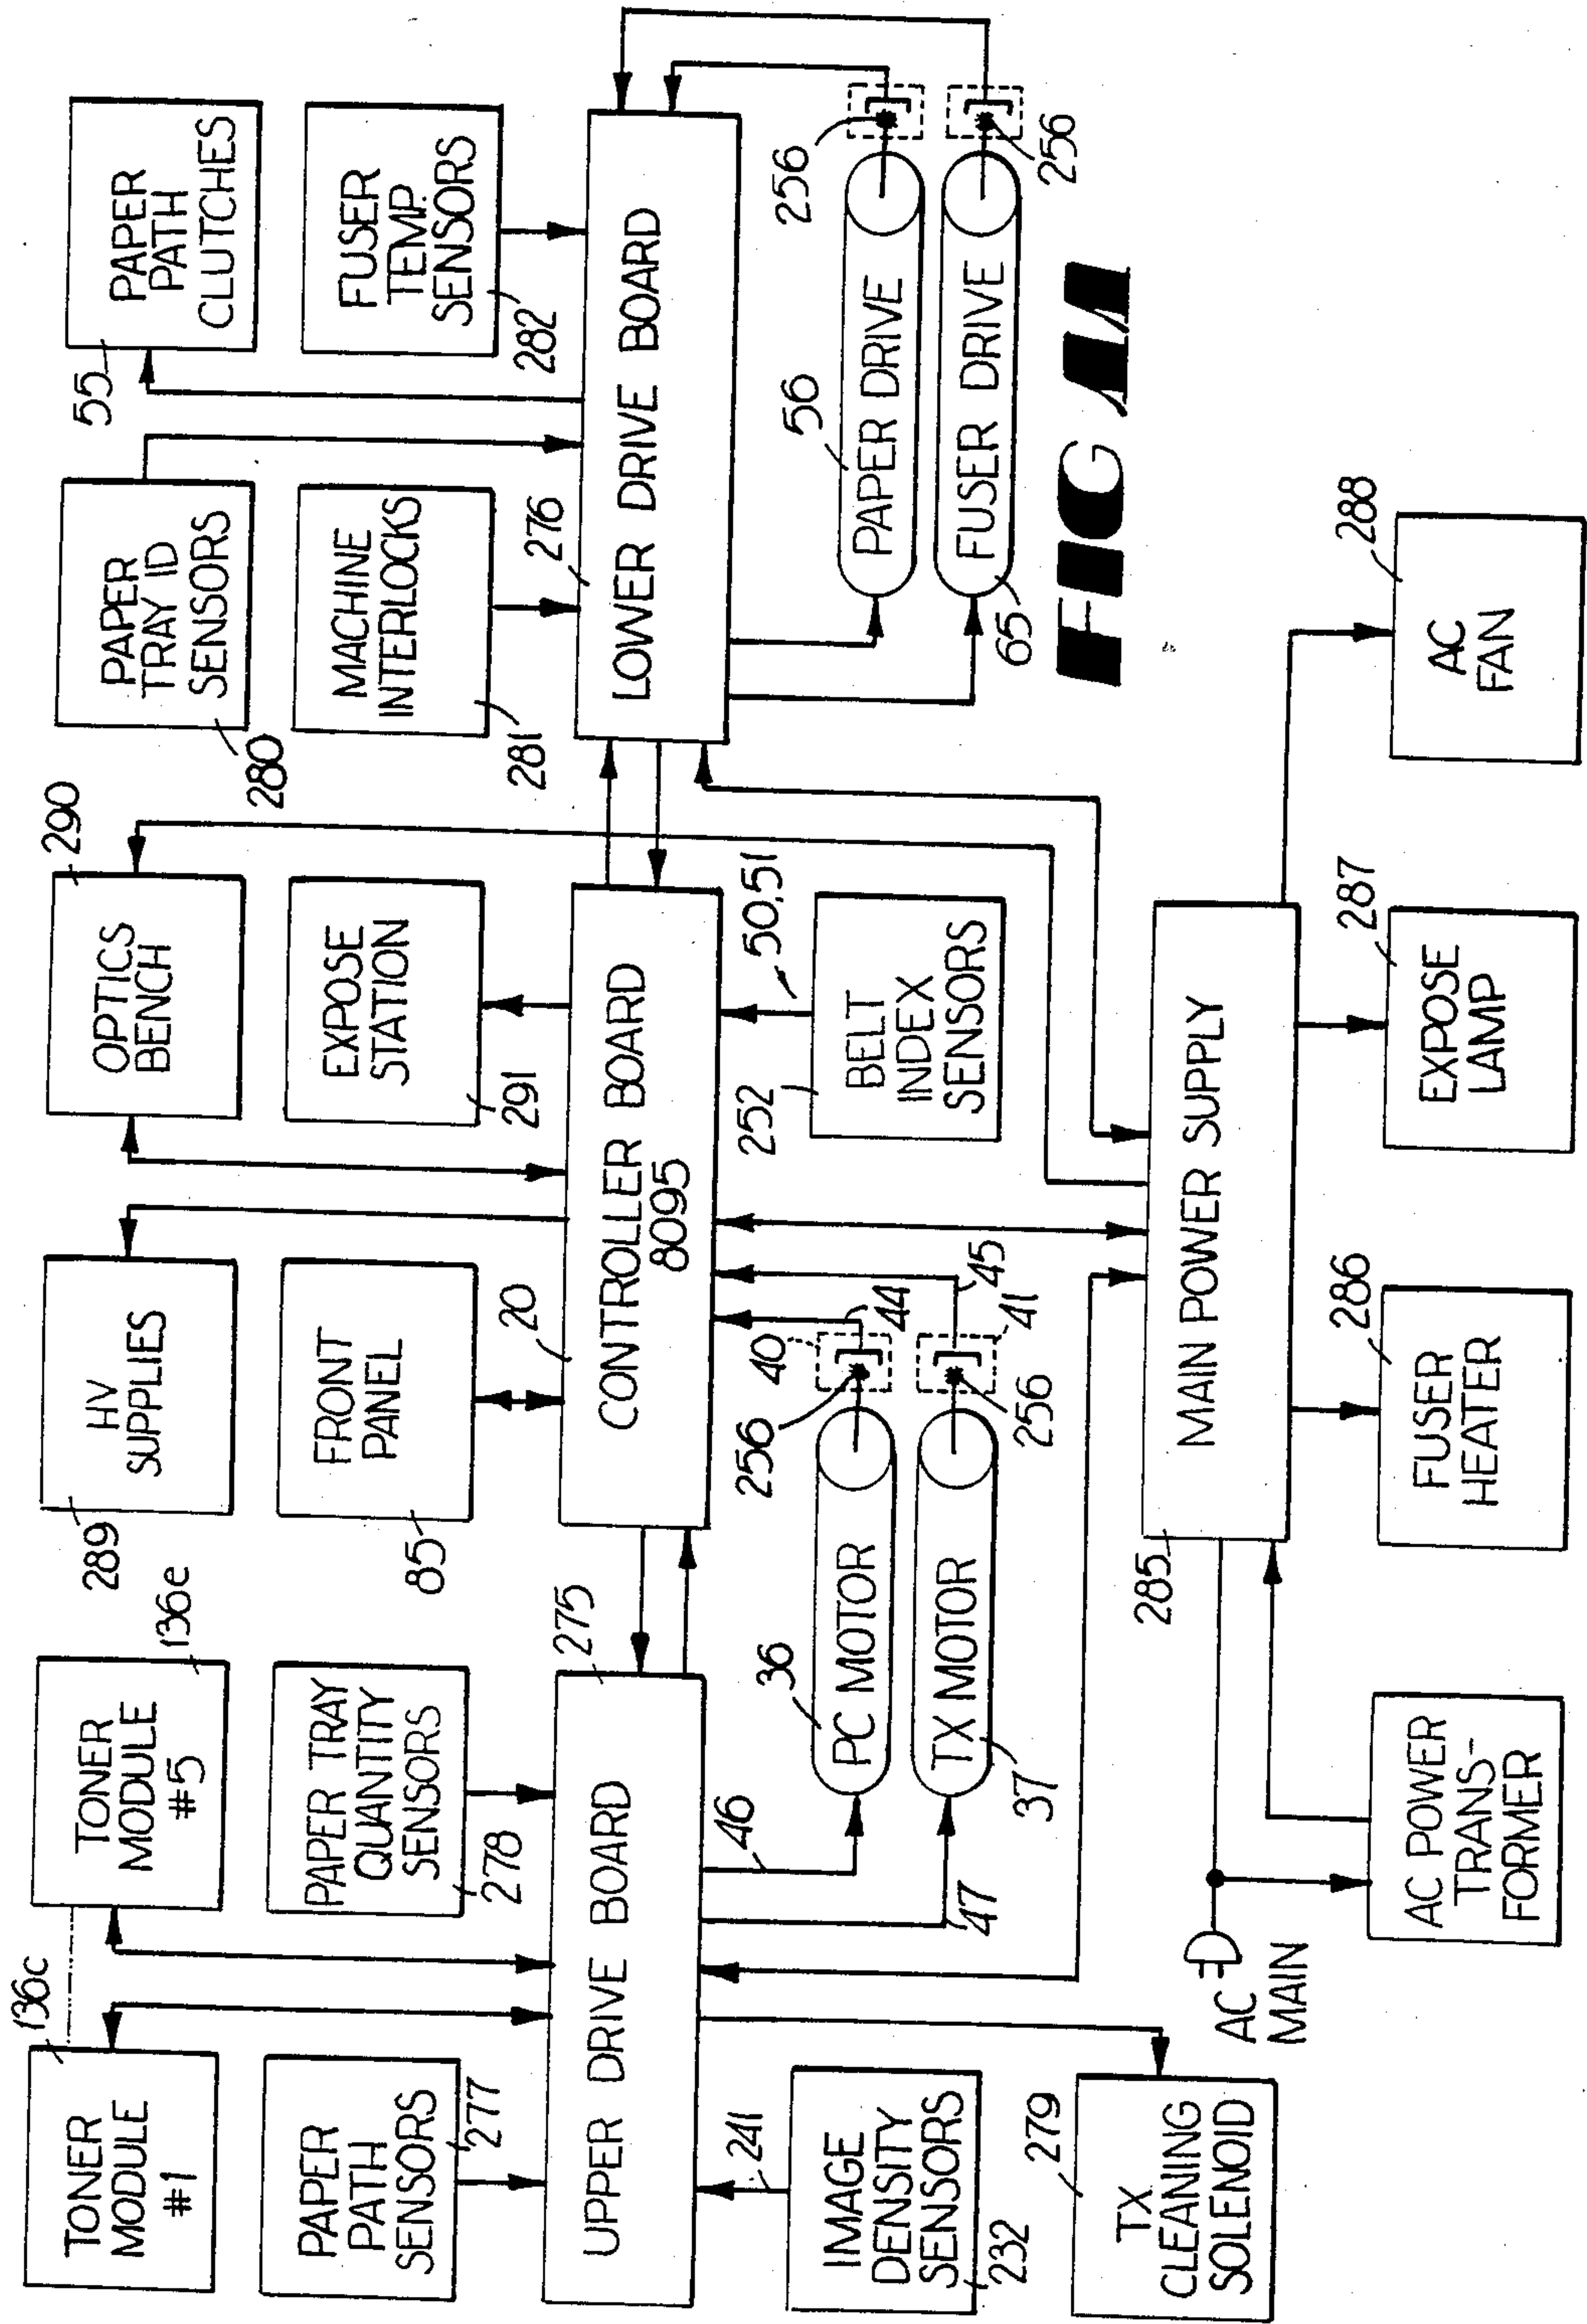 136c
TONER
MODULE
#1
TONER
MODULE
#5
136e
289
HV
SUPPLIES
OPTICS
BENCH
290
280
PAPER
TRAY ID
SENSORS
55
PAPER
PATH
CLUTCHES
PAPER
PATH
SENSORS
277
PAPER TRAY
QUANTITY
SENSORS
278
FRONT
PANEL
85
EXPOSE
STATION
291
MACHINE
INTERLOCKS
281
FUSER
TEMP.
SENSORS
282
UPPER DRIVE BOARD
275
CONTROLLER BOARD
8095
20
LOWER DRIVE BOARD
276
241
IMAGE
DENSITY
SENSORS
232
46
47
36
PC MOTOR
256
40
44
TX MOTOR
37
256
41
45
50,51
252
BELT
INDEX
SENSORS
56
PAPER DRIVE
256
65
FUSER DRIVE
256
279
TX
CLEANING
SOLENOID
AC
MAIN
285
MAIN POWER SUPPLY
AC POWER
TRANS-
FORMER
286
FUSER
HEATER
287
EXPOSE
LAMP
288
AC
FAN